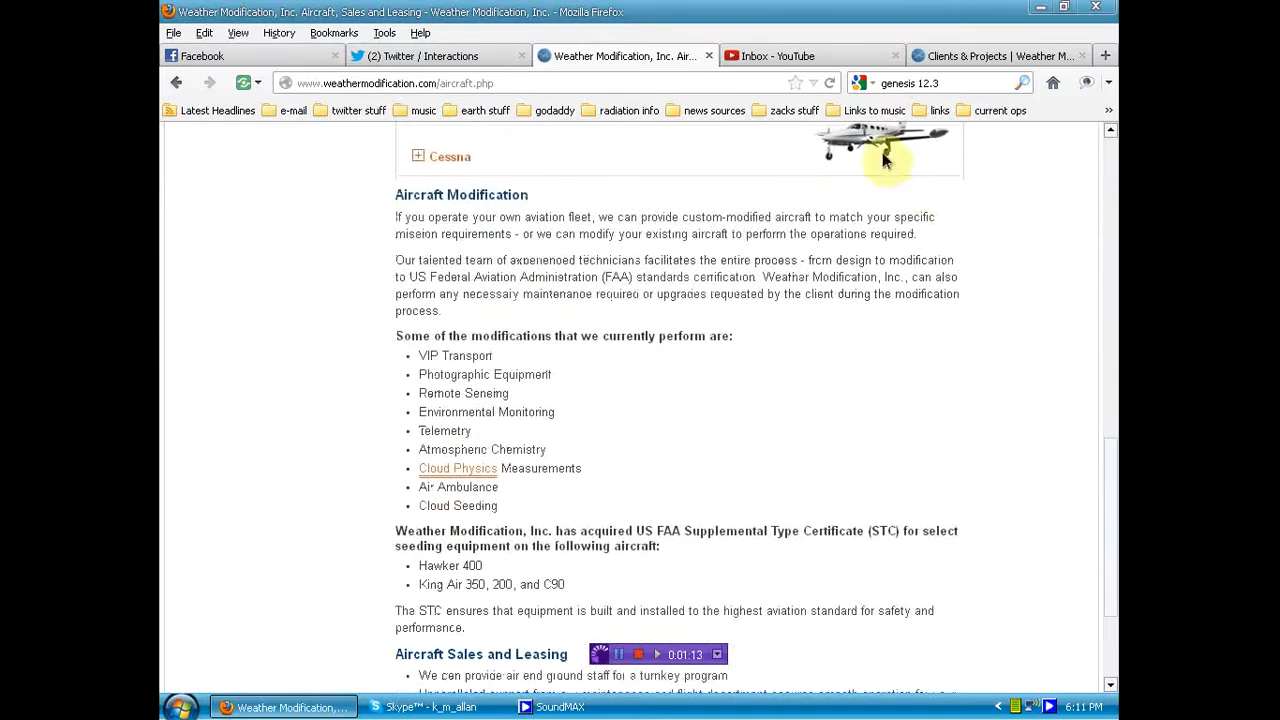 Weather Modification, Inc. Aircraft, Sales and Leasing - Weather Modification, Inc. - Mozilla Firefox
File Edit View History Bookmarks Tools Help
Facebook (2) Twitter / Interactions Weather Modification, Inc. Air... Inbox - YouTube Clients & Projects | Weather M...
www.weathermodification.com/aircraft.php genesis 12.3
Latest Headlines e-mail twitter stuff music earth stuff godaddy radiation info news sources zacks stuff Links to music links current ops
Cessna
Aircraft Modification
If you operate your own aviation fleet, we can provide custom-modified aircraft to match your specific
mission requirements - or we can modify your existing aircraft to perform the operations required.
Our talented team of experienced technicians facilitates the entire process - from design to modification
to US Federal Aviation Administration (FAA) standards certification. Weather Modification, Inc., can also
perform any necessary maintenance required or upgrades requested by the client during the modification
process.
Some of the modifications that we currently perform are:
• VIP Transport
• Photographic Equipment
• Remote Sensing
• Environmental Monitoring
• Telemetry
• Atmospheric Chemistry
• Cloud Physics Measurements
• Air Ambulance
• Cloud Seeding
Weather Modification, Inc. has acquired US FAA Supplemental Type Certificate (STC) for select
seeding equipment on the following aircraft:
• Hawker 400
• King Air 350, 200, and C90
The STC ensures that equipment is built and installed to the highest aviation standard for safety and
performance.
Aircraft Sales and Leasing
0:01:13
• We can provide air end ground staff for a turnkey program
Weather Modification,... Skype™ - k_m_allan SoundMAX 6:11 PM